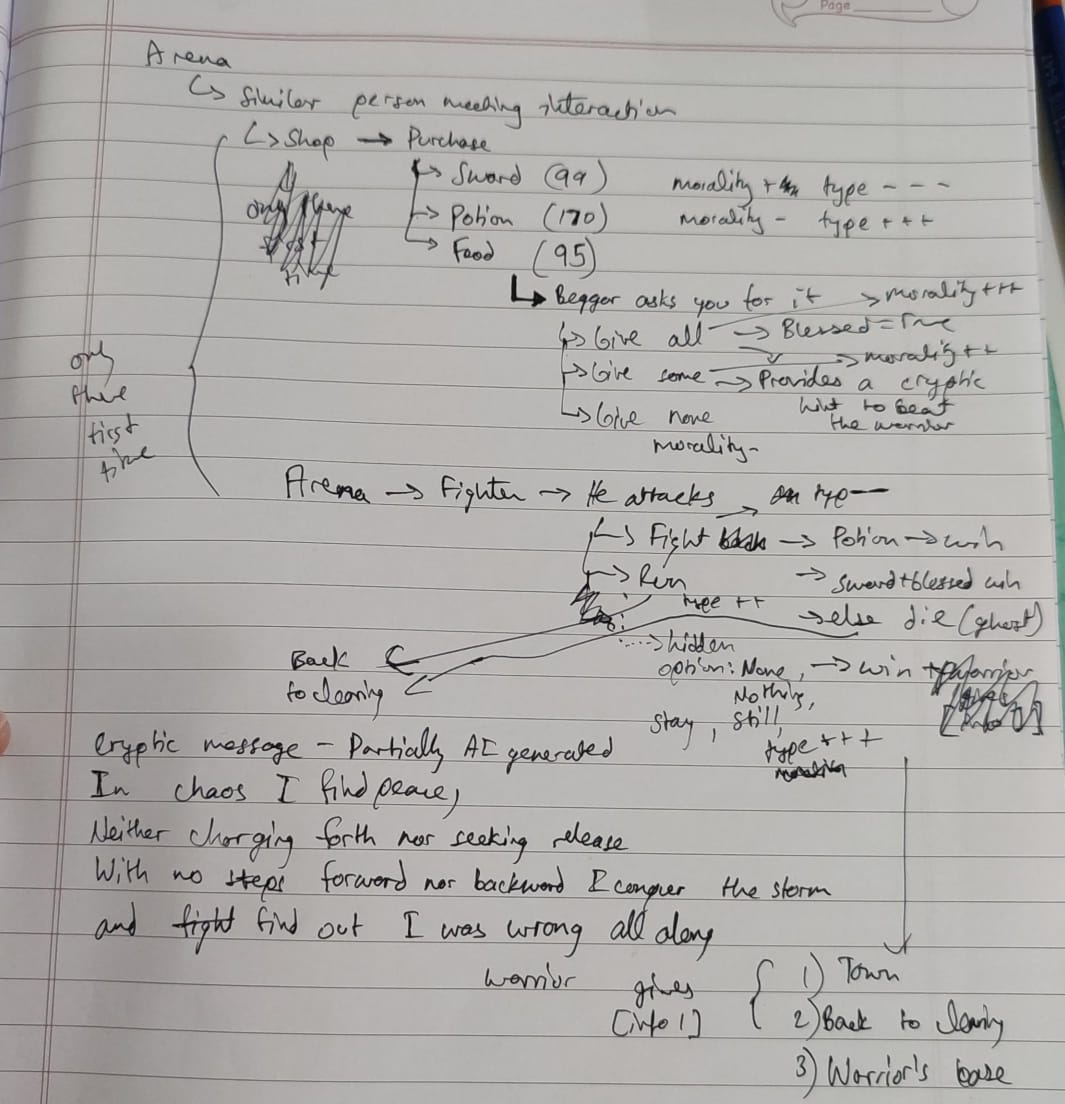 Page
Arena
↳ Similar person meeting interaction
↳ Shop → Purchase
↳ Sword (99) morality + type - - -
→ Potion (170) morality - type + + +
→ Food (95)
↳ Beggar asks you for it → morality +++
→ Give all → Blessed = True
→ morality ++
→ Give some → Provides a cryptic
hint to beat
the warrior
→ Give none
morality-
only
there
first
time
Arena → Fighter → He attacks
→ type --
→ Fight → Potion → win
→ Run → Sword+blessed win
type ++ → else die (ghost)
→ hidden
option: None, → win +
Nothing,
Stay, Still,
type +++
Back
to clearing
Cryptic message - Partially AI generated
In chaos I find peace,
Neither charging forth nor seeking release
With no steps forward nor backward I conquer the storm
and fight find out I was wrong all along
warrior gives
[info 1]
1) Town
2) Back to clearing
3) Warrior's base